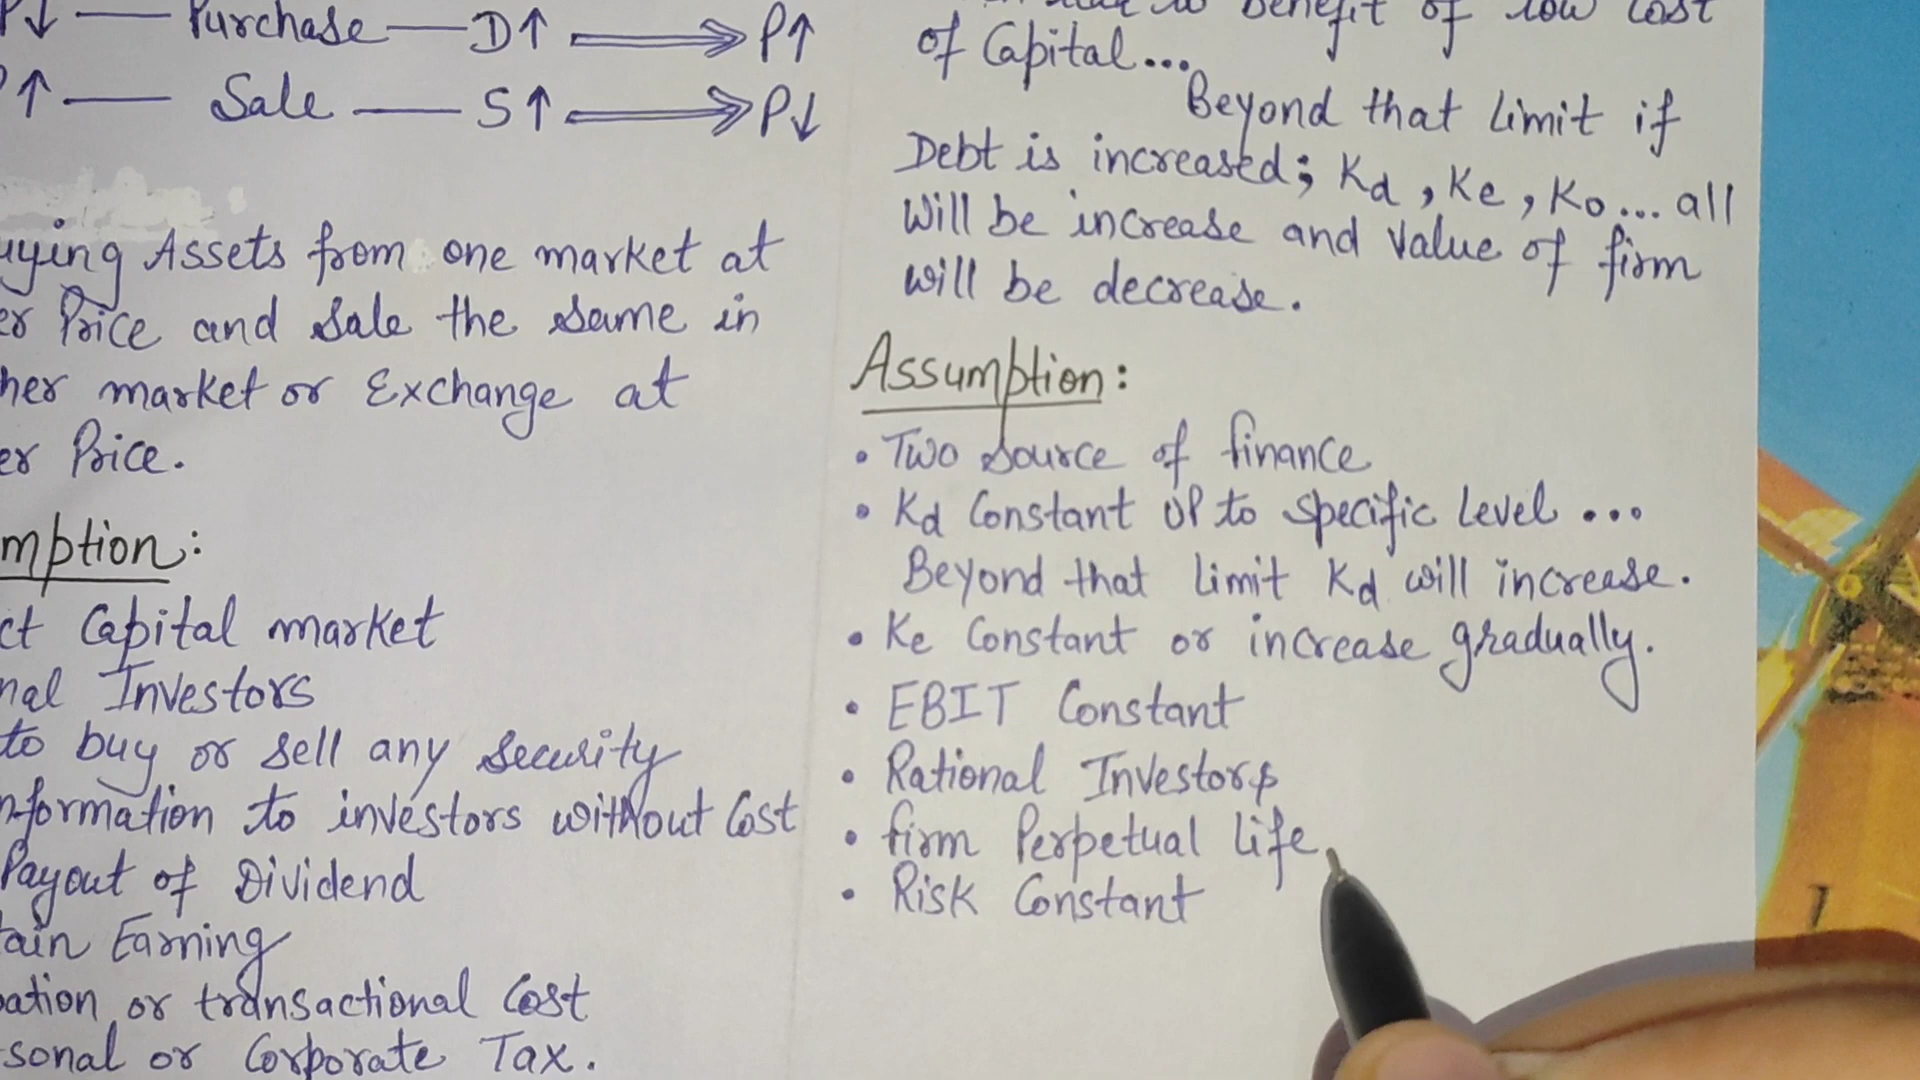 P↓ — Purchase — D↑ ⟹ P↑
P↑ — Sale — S↑ ⟹ P↓
Assets from one market at
Price and Sale the same in
market or Exchange at
Price.
:
Capital market
Investors
to buy or sell any security
to investors without Cost
Payout of Dividend
Earning
or transactional Cost
or Corporate Tax.
benefit of low cost
of Capital...
Beyond that limit if
Debt is increased; Kd, Ke, Ko... all
will be increase and value of firm
will be decrease.
Assumption:
• Two source of finance
• Kd Constant UP to specific level ...
Beyond that limit Kd will increase.
• Ke Constant or increase gradually.
• EBIT Constant
• Rational Investors
• firm Perpetual life
• Risk Constant